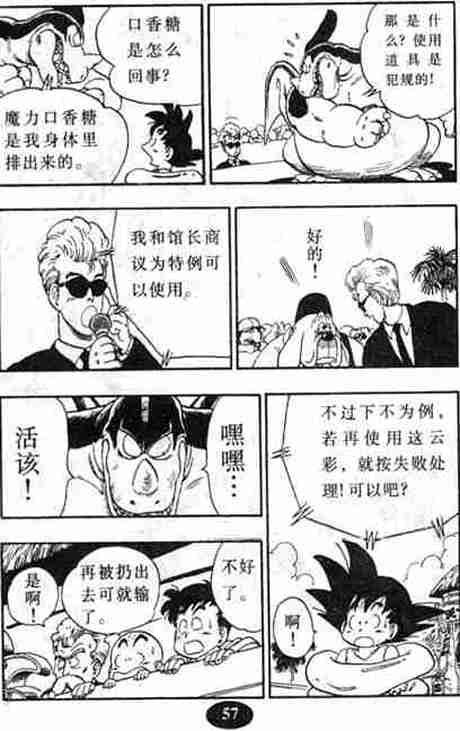 那是什
么？使用
道具是
犯规的！
口香糖
是怎么
回事？
魔力口香糖
是我身体里
排出来的。
好的！
我和馆长商
议为特例可
以使用。
不过下不为例，
若再使用这云
彩，就按失败处
理！可以吧？
啊！
嘿嘿…
活该！
不好
了。
再被扔出
去可就输
了。
是啊！
57